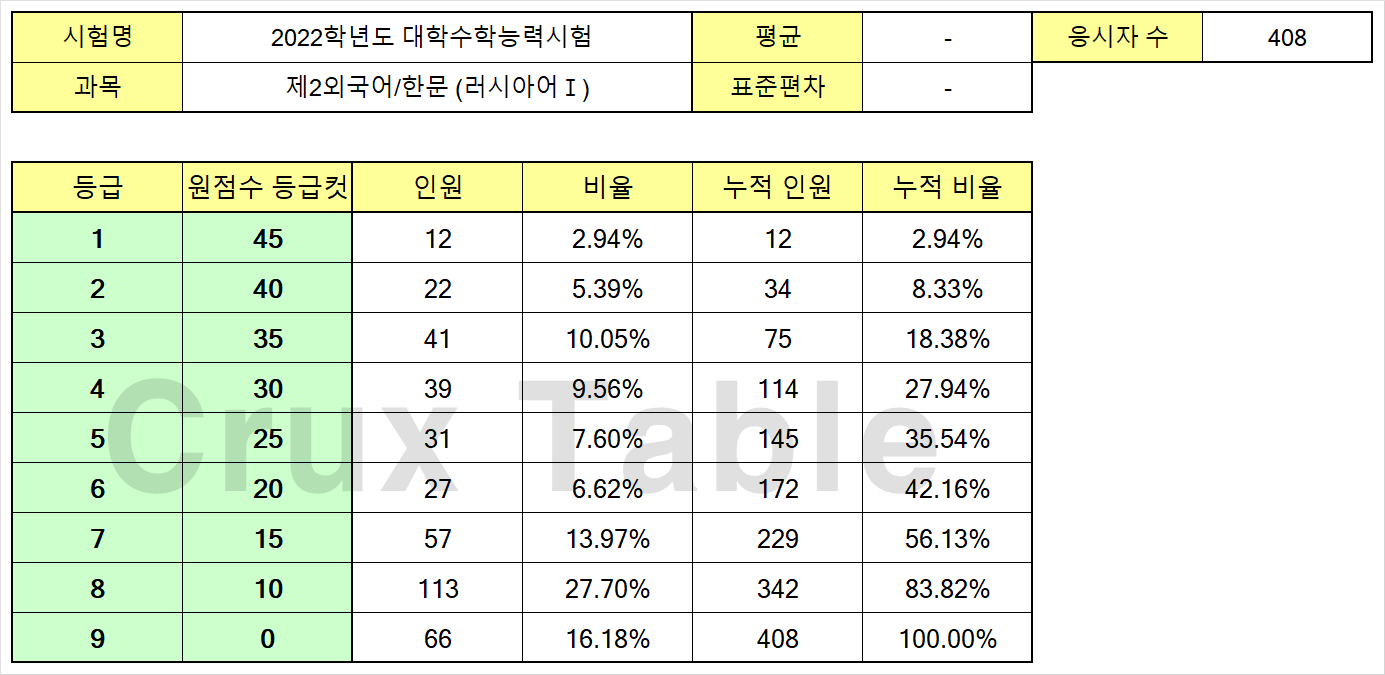 시험명 2022학년도 대학수학능력시험 평균 - 응시자 수 408
과목 제2외국어/한문 (러시아어Ⅰ) 표준편차 -
등급 원점수 등급컷 인원 비율 누적 인원 누적 비율
1 45 12 2.94% 12 2.94%
2 40 22 5.39% 34 8.33%
3 35 41 10.05% 75 18.38%
4 30 39 9.56% 114 27.94%
5 25 31 7.60% 145 35.54%
6 20 27 6.62% 172 42.16%
7 15 57 13.97% 229 56.13%
8 10 113 27.70% 342 83.82%
9 0 66 16.18% 408 100.00%
Crux Table